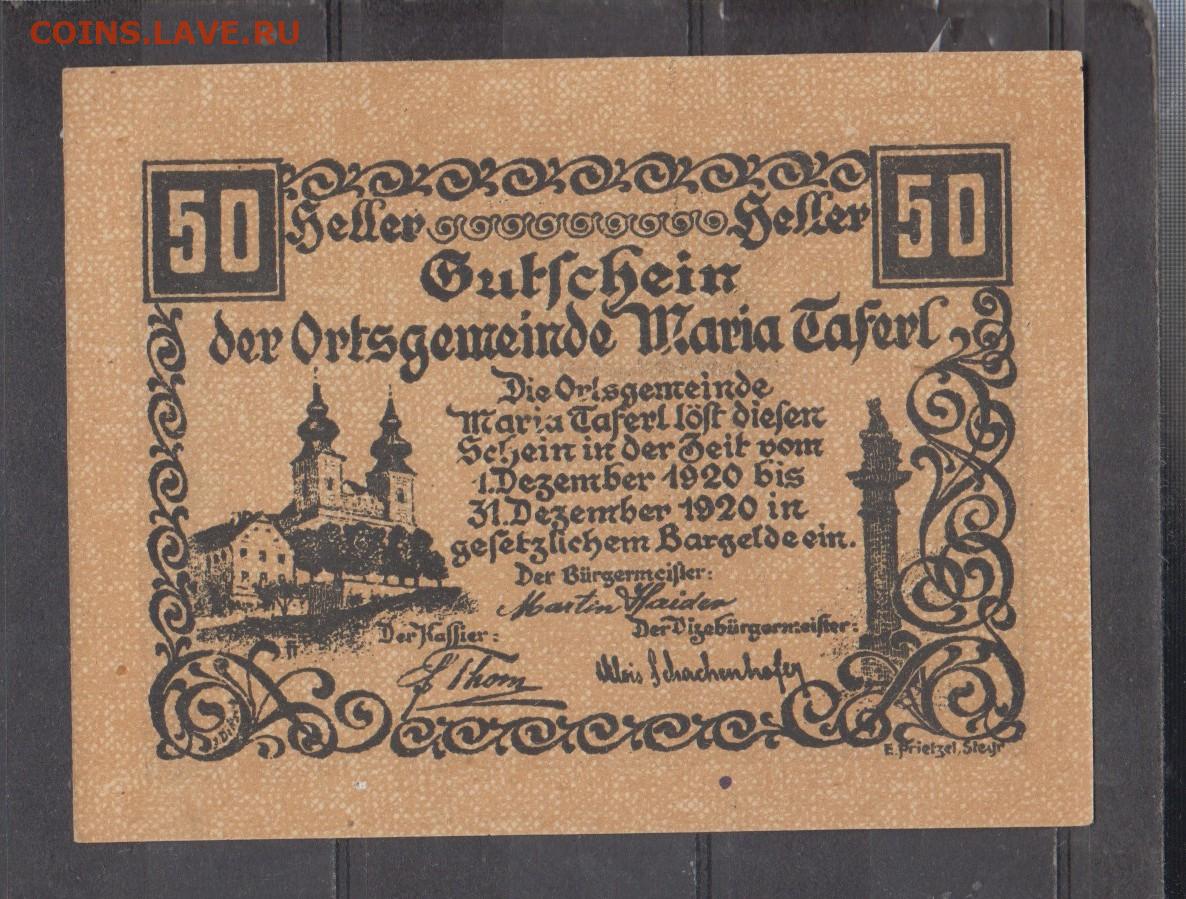 COINS.LAVE.RU
50 50
Heller Heller
Gutschein
der Ortsgemeinde Maria Taferl
Die Ortsgemeinde
Maria Taferl löst diesen
Schein in der Zeit vom
1. Dezember 1920 bis
31. Dezember 1920 in
gesetzlichem Bargelde ein.
Der Bürgermeister:
Martin Haider
Der Kassier: Der Vizebürgermeister:
Thorn Alois Schachenhofer
E. Prietzel, Steyr